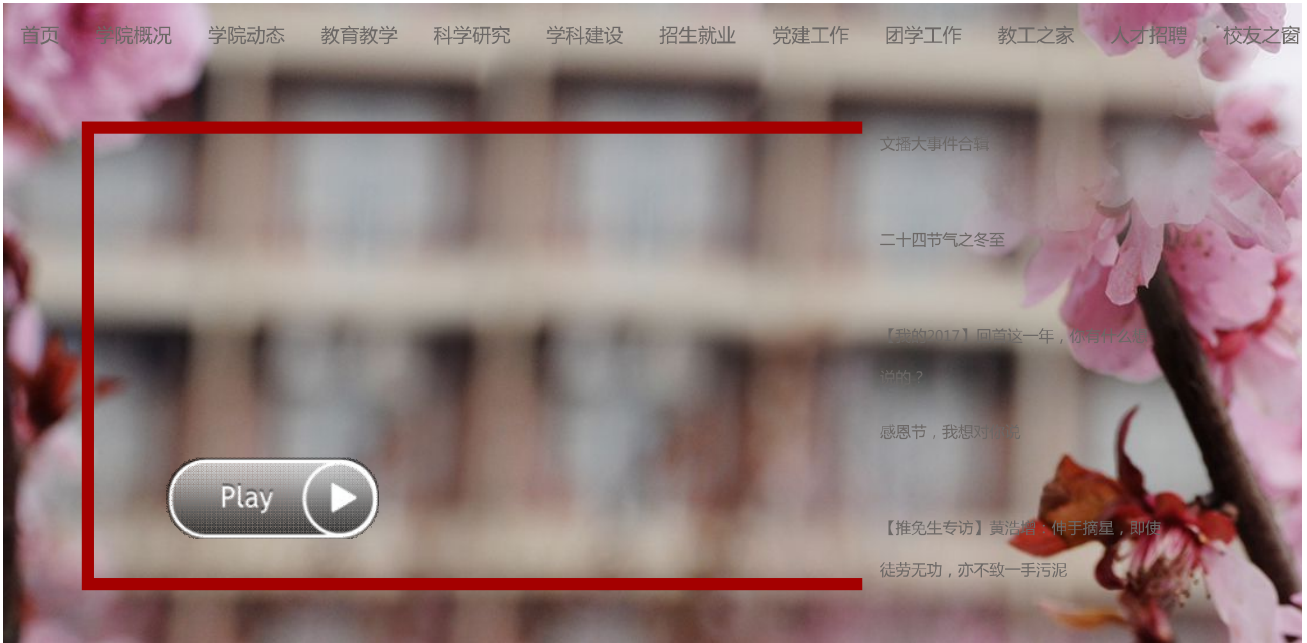 首页 学院概况 学院动态 教育教学 科学研究 学科建设 招生就业 党建工作 团学工作 教工之家 人才招聘 校友之窗
文播大事件合辑
二十四节气之冬至
【我的2017】回首这一年，你有什么想
说的？
感恩节，我想对 说
Play
【推免生专访】黄浩 ：伸手摘星，即使
徒劳无功，亦不致一手污泥